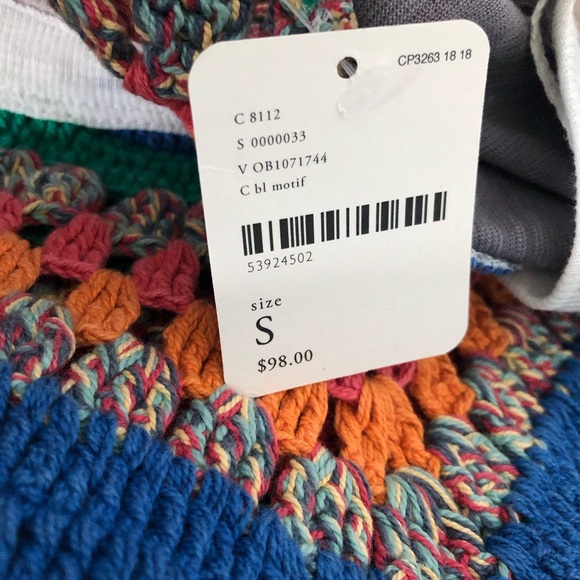 CP3263 18 18
C 8112
S 0000033
V OB1071744
C bl motif
53924502
size
S
$98.00